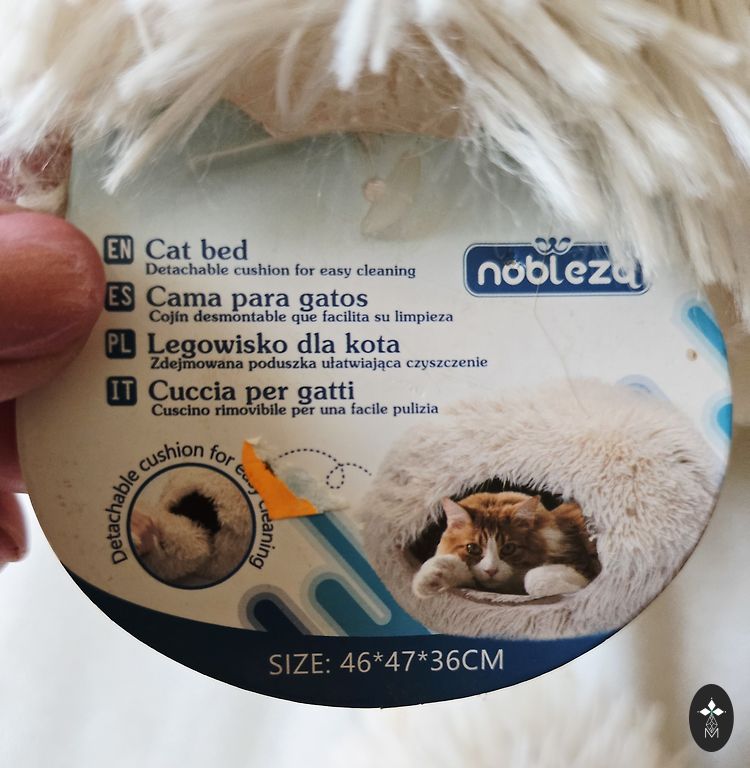 EN Cat bed
Detachable cushion for easy cleaning
ES Cama para gatos
Cojín desmontable que facilita su limpieza
PL Legowisko dla kota
Zdejmowana poduszka ułatwiająca czyszczenie
IT Cuccia per gatti
Cuscino rimovibile per una facile pulizia
nobleza
Detachable cushion for easy cleaning
SIZE: 46*47*36CM
M